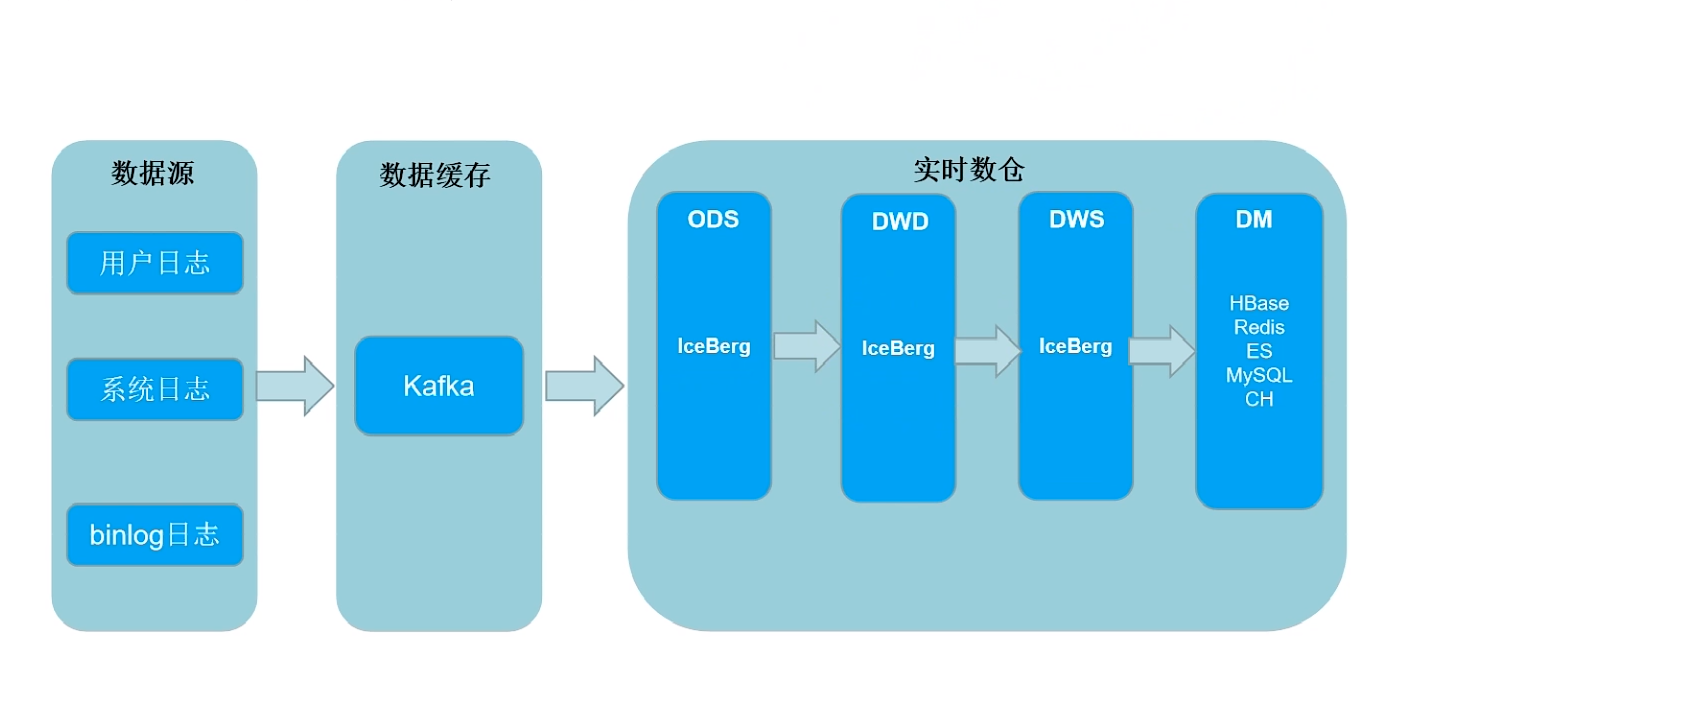 数据源
用户日志
系统日志
binlog日志
数据缓存
Kafka
实时数仓
ODS
IceBerg
DWD
IceBerg
DWS
IceBerg
DM
HBase
Redis
ES
MySQL
CH